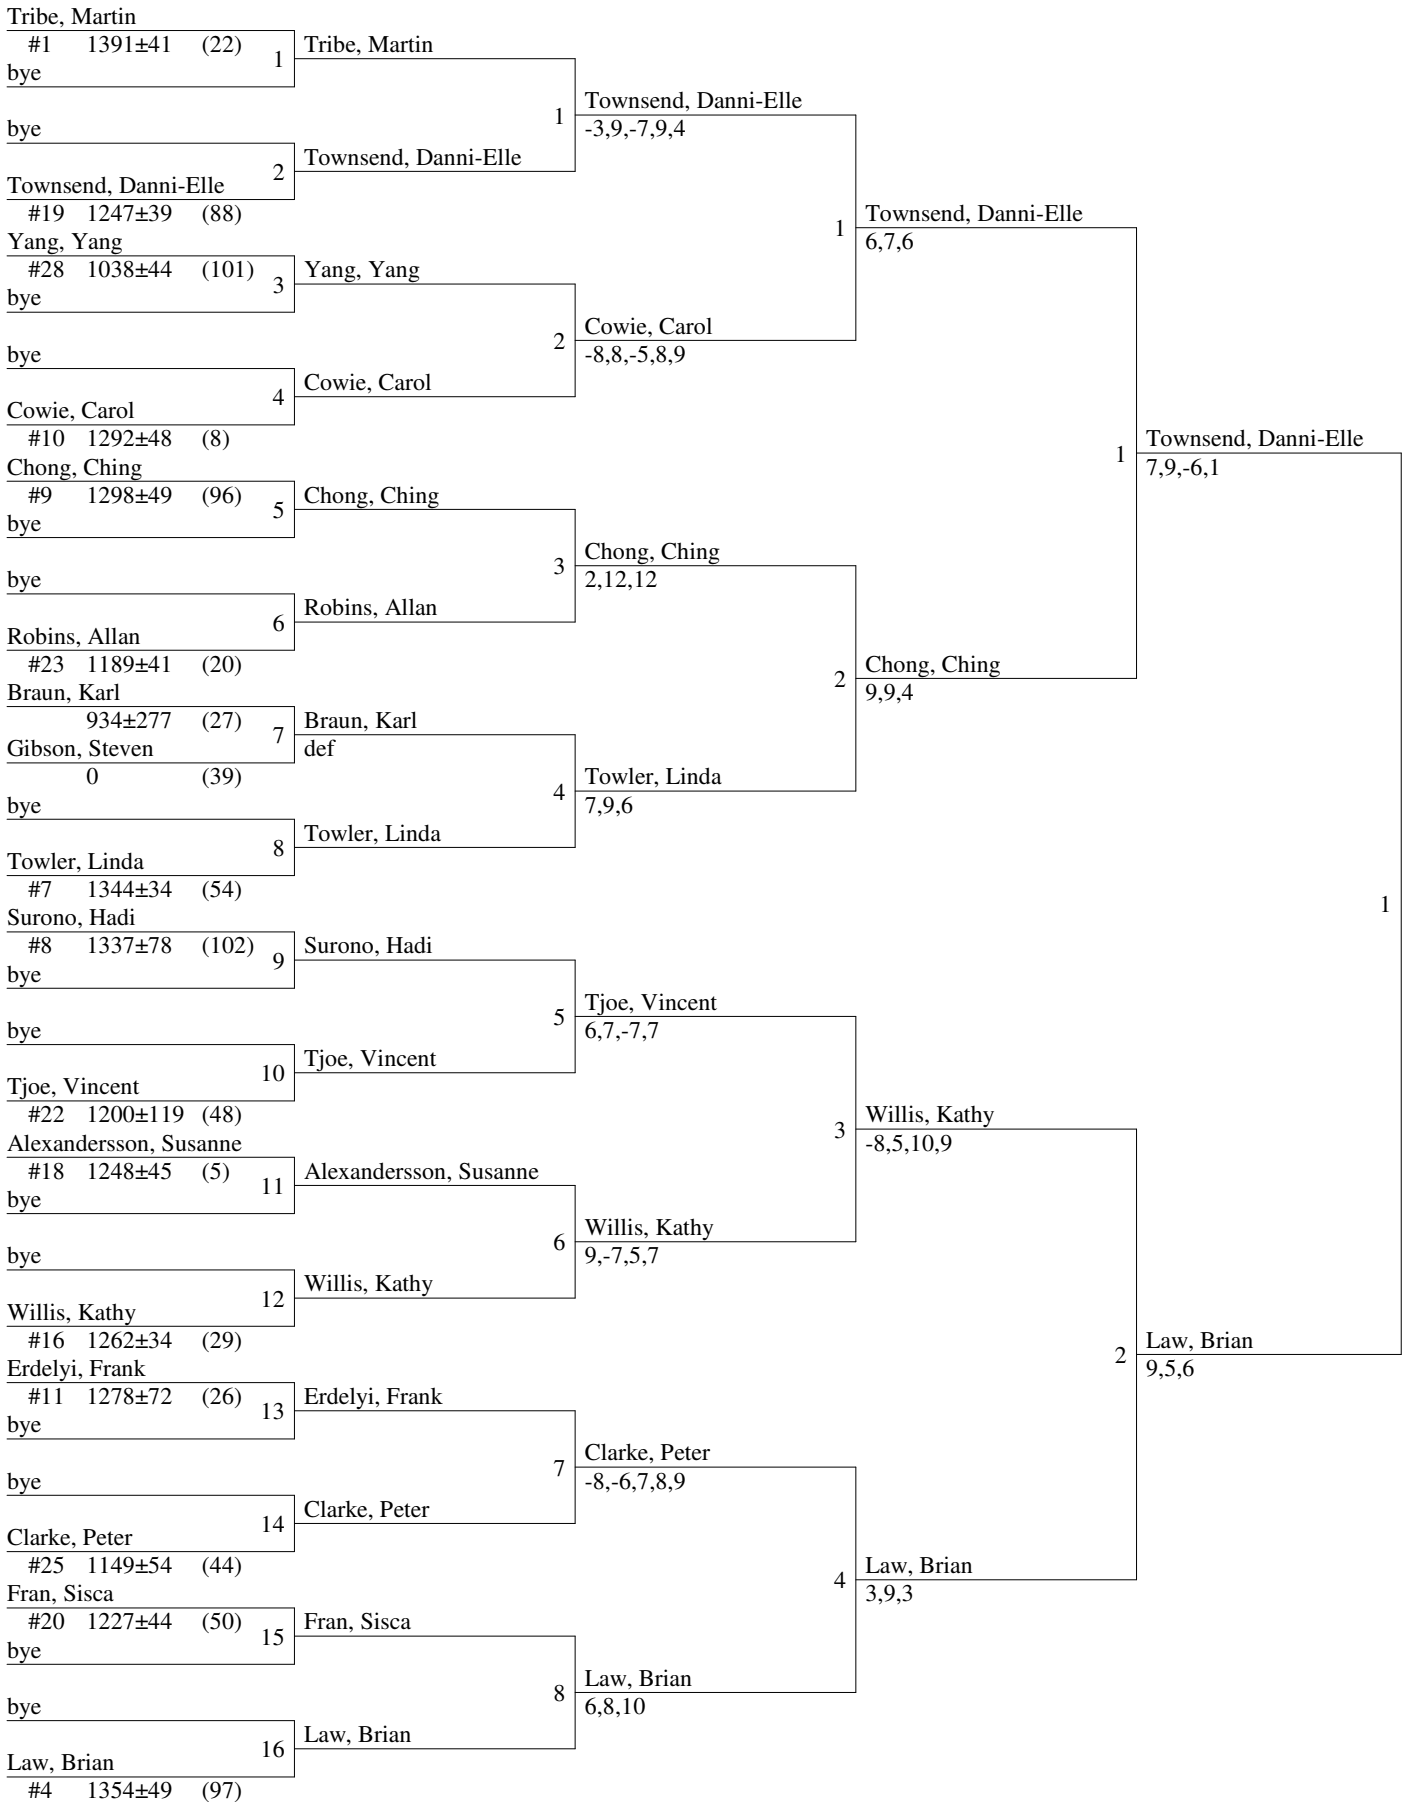 Tribe, Martin
#1 1391±41 (22)
1
Tribe, Martin
bye
1
Townsend, Danni-Elle
-3,9,-7,9,4
bye
2
Townsend, Danni-Elle
Townsend, Danni-Elle
#19 1247±39 (88)
1
Townsend, Danni-Elle
6,7,6
Yang, Yang
#28 1038±44 (101)
3
Yang, Yang
bye
2
Cowie, Carol
-8,8,-5,8,9
bye
4
Cowie, Carol
Cowie, Carol
#10 1292±48 (8)
1
Townsend, Danni-Elle
7,9,-6,1
Chong, Ching
#9 1298±49 (96)
5
Chong, Ching
bye
3
Chong, Ching
2,12,12
bye
6
Robins, Allan
Robins, Allan
#23 1189±41 (20)
2
Chong, Ching
9,9,4
Braun, Karl
934±277 (27)
7
Braun, Karl
def
Gibson, Steven
0 (39)
4
Towler, Linda
7,9,6
bye
8
Towler, Linda
Towler, Linda
#7 1344±34 (54)
1
Surono, Hadi
#8 1337±78 (102)
9
Surono, Hadi
bye
5
Tjoe, Vincent
6,7,-7,7
bye
10
Tjoe, Vincent
Tjoe, Vincent
#22 1200±119 (48)
3
Willis, Kathy
-8,5,10,9
Alexandersson, Susanne
#18 1248±45 (5)
11
Alexandersson, Susanne
bye
6
Willis, Kathy
9,-7,5,7
bye
12
Willis, Kathy
Willis, Kathy
#16 1262±34 (29)
2
Law, Brian
9,5,6
Erdelyi, Frank
#11 1278±72 (26)
13
Erdelyi, Frank
bye
7
Clarke, Peter
-8,-6,7,8,9
bye
14
Clarke, Peter
Clarke, Peter
#25 1149±54 (44)
4
Law, Brian
3,9,3
Fran, Sisca
#20 1227±44 (50)
15
Fran, Sisca
bye
8
Law, Brian
6,8,10
bye
16
Law, Brian
Law, Brian
#4 1354±49 (97)